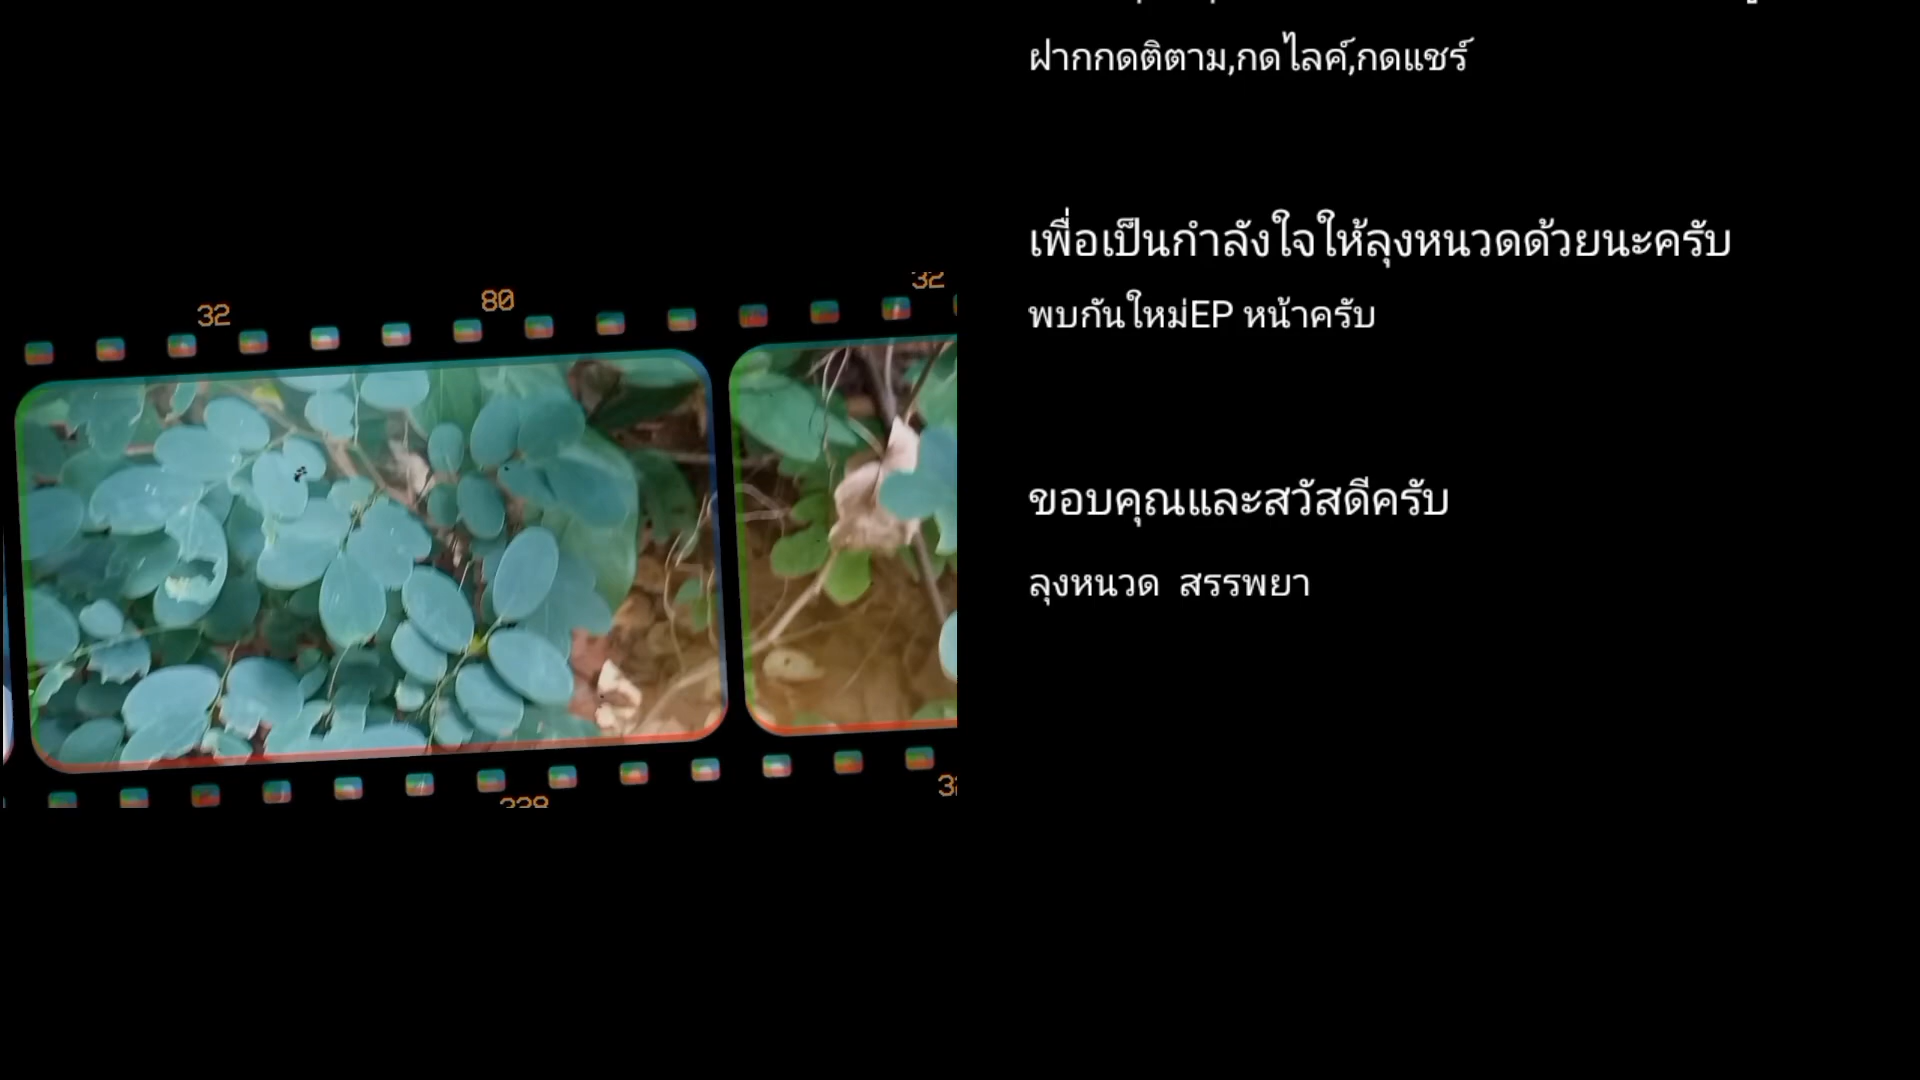 32
80
32
ฝากกดติตาม,กดไลค์,กดแชร์
เพื่อเป็นกำลังใจให้ลุงหนวดด้วยนะครับ
พบกันใหม่EP หน้าครับ
ขอบคุณและสวัสดีครับ
ลุงหนวด สรรพยา